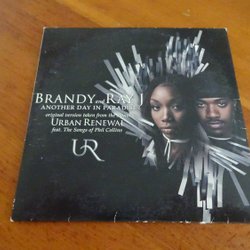 BRANDY and RAY J
ANOTHER DAY IN PARADISE
original version taken from the album
URBAN RENEWAL
feat. The Songs of Phil Collins
UR